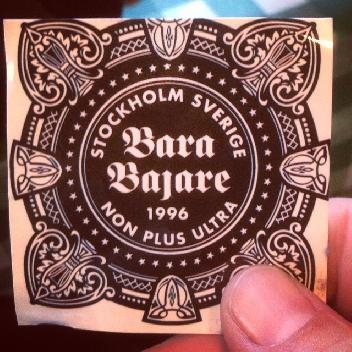 STOCKHOLM SVERIGE
Bara
Bajare
1996
NON PLUS ULTRA